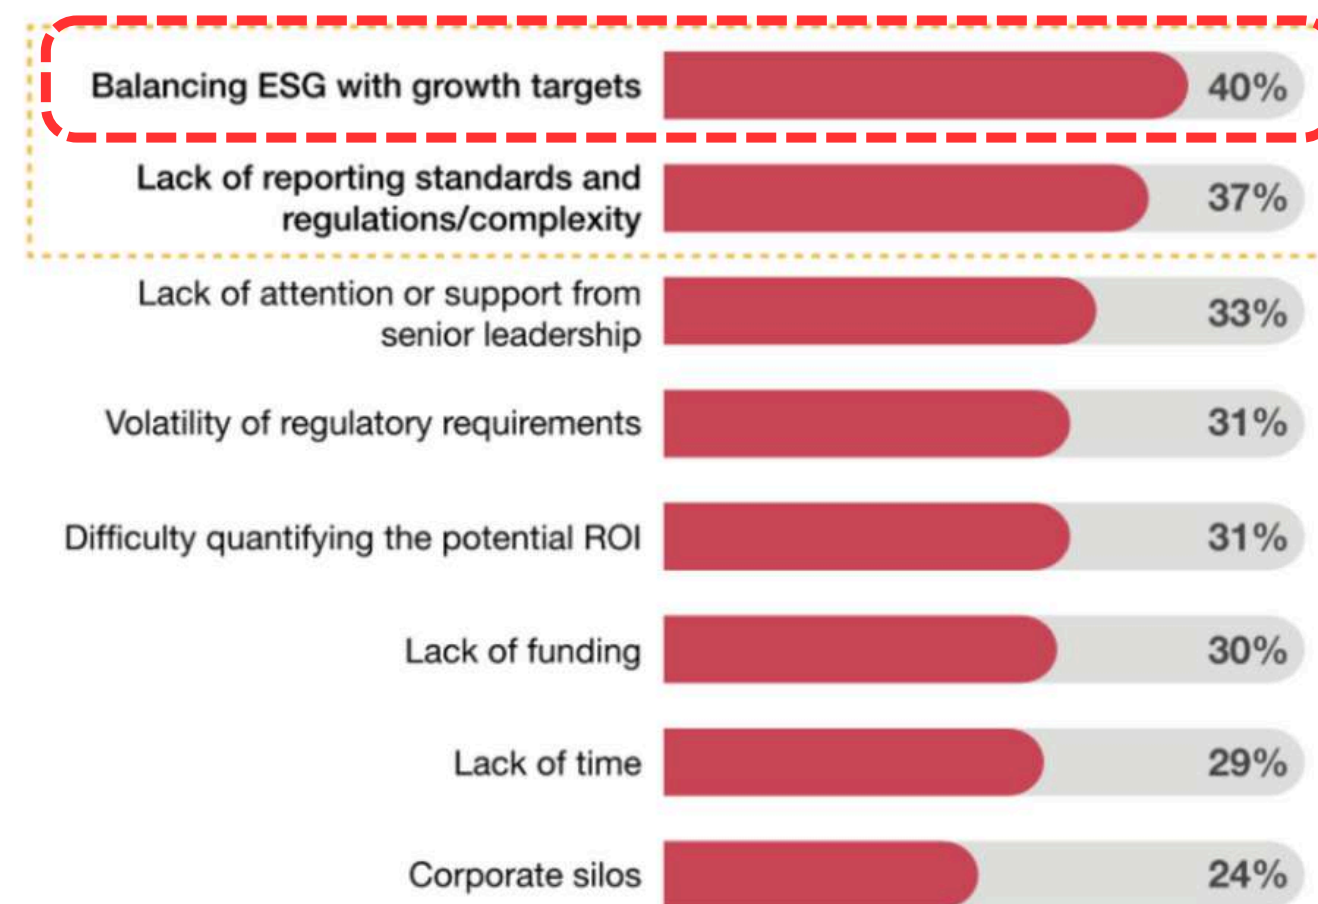 Balancing ESG with growth targets 40%
Lack of reporting standards and
regulations/complexity 37%
Lack of attention or support from
senior leadership 33%
Volatility of regulatory requirements 31%
Difficulty quantifying the potential ROI 31%
Lack of funding 30%
Lack of time 29%
Corporate silos 24%